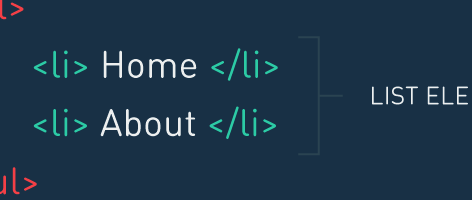 l>
<li> Home </li>
LIST ELE
<li> About </li>
ul>